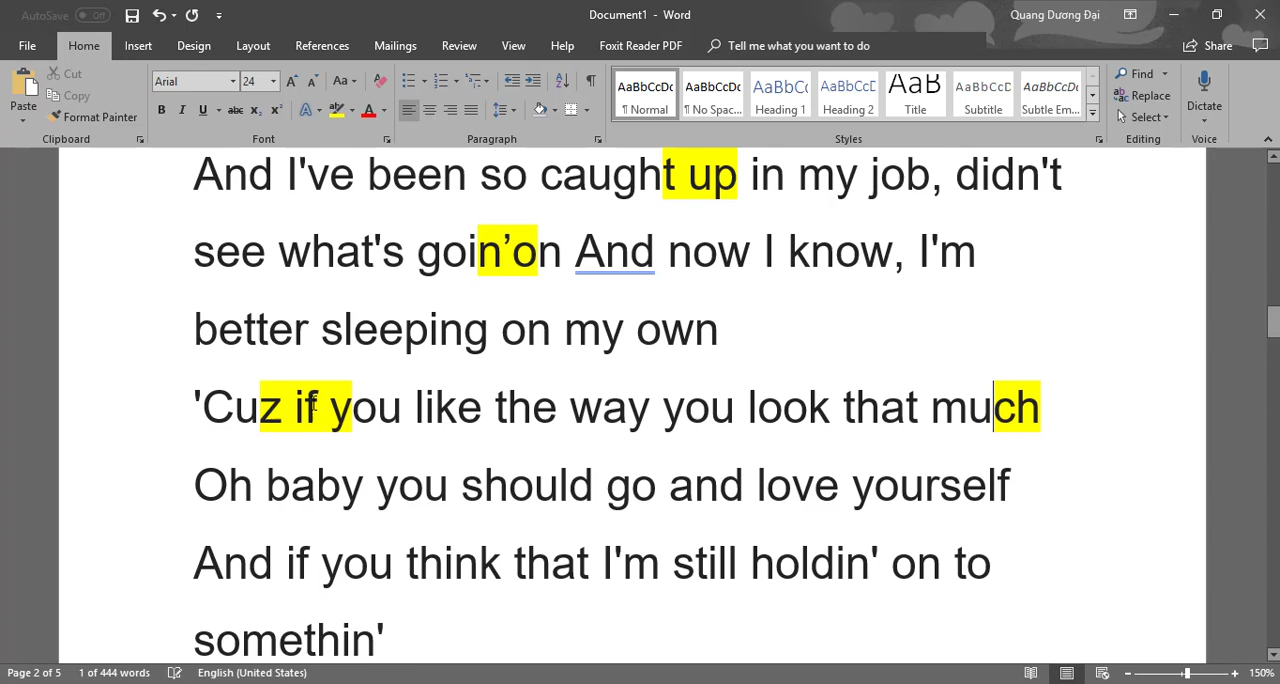 AutoSave Off Document1 - Word Quang Dương Đại
File Home Insert Design Layout References Mailings Review View Help Foxit Reader PDF Tell me what you want to do Share
Paste Cut Copy Format Painter
Arial 24 Aa A
B I U abc x₂ x² A A
AaBbCcDc AaBbCcDc AaBbCc AaBbCcD AaB AaBbCcD AaBbCcDc
¶ Normal ¶ No Spac... Heading 1 Heading 2 Title Subtitle Subtle Em...
Find Replace Select
Dictate
Clipboard Font Paragraph Styles Editing Voice
And I've been so caught up in my job, didn't
see what's goin’on And now I know, I'm
better sleeping on my own
'Cuz if you like the way you look that much
Oh baby you should go and love yourself
And if you think that I'm still holdin' on to
somethin'
Page 2 of 5 1 of 444 words English (United States) 150%